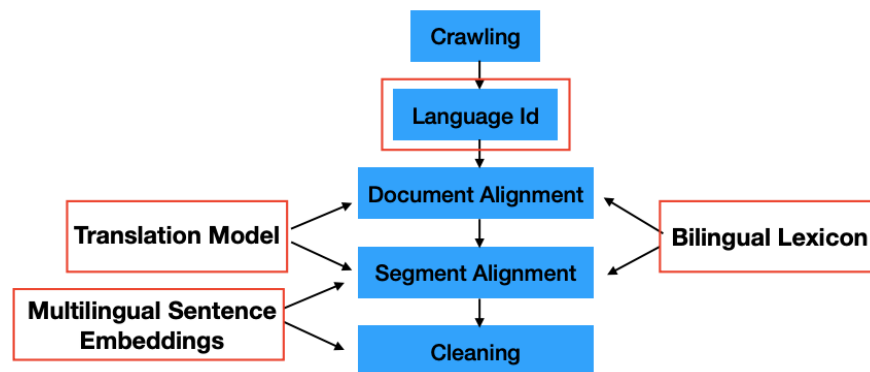 Crawling
Language Id
Document Alignment
Translation Model
Bilingual Lexicon
Segment Alignment
Multilingual Sentence
Embeddings
Cleaning